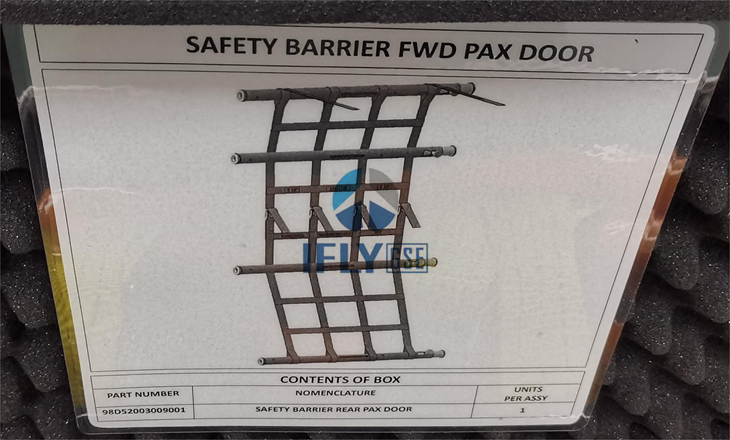 SAFETY BARRIER FWD PAX DOOR
IFLY GSE
CONTENTS OF BOX
PART NUMBER NOMENCLATURE UNITS PER ASSY
98D52003009001 SAFETY BARRIER REAR PAX DOOR 1